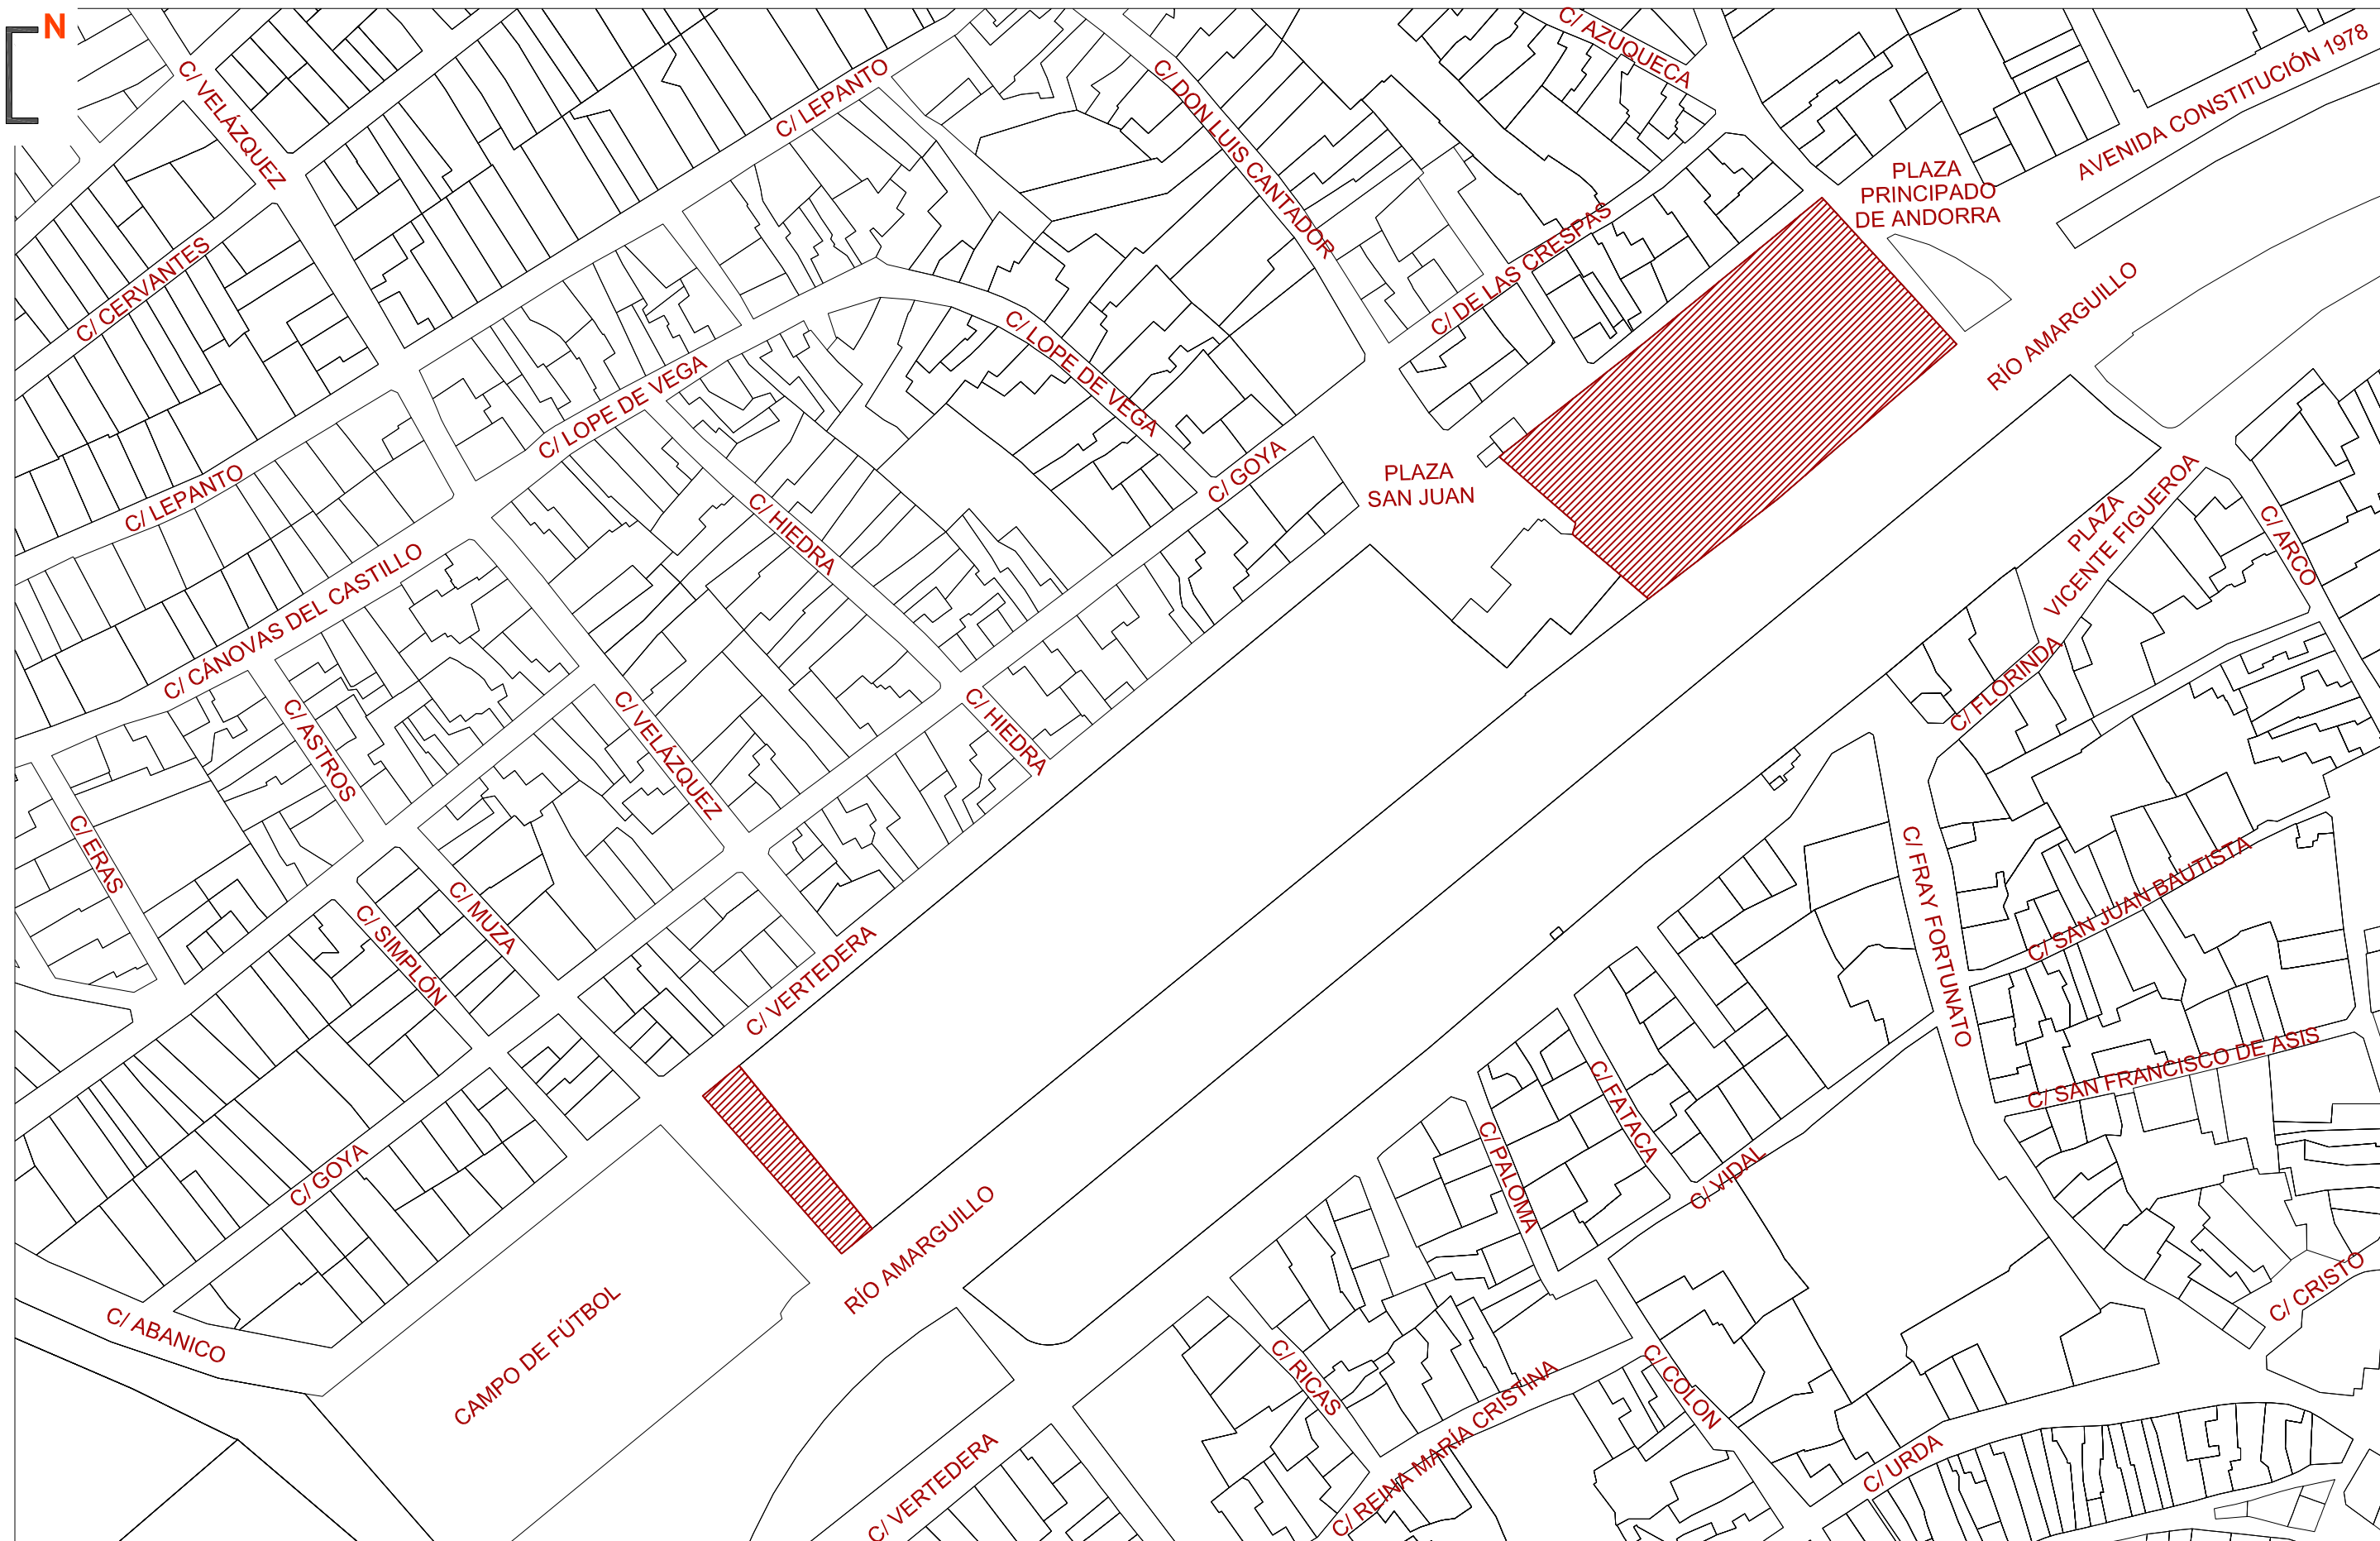 N
C/ AZUQUECA
C/ VELÁZQUEZ
C/ LEPANTO
C/ DON LUIS CANTADOR
AVENIDA CONSTITUCIÓN 1978
PLAZA
PRINCIPADO
DE ANDORRA
C/ CERVANTES
C/ DE LAS CRESPAS
RÍO AMARGUILLO
C/ LOPE DE VEGA
C/ LOPE DE VEGA
C/ LEPANTO
C/ GOYA
PLAZA
SAN JUAN
C/ HIEDRA
PLAZA
VICENTE FIGUEROA
C/ ARCO
C/ CÁNOVAS DEL CASTILLO
C/ FLORINDA
C/ ASTROS
C/ VELÁZQUEZ
C/ HIEDRA
C/ ERAS
C/ MUZA
C/ SIMPLÓN
C/ VERTEDERA
C/ FRAY FORTUNATO
C/ SAN JUAN BAUTISTA
C/ SAN FRANCISCO DE ASIS
C/ FATACA
C/ PALOMA
C/ VIDAL
C/ GOYA
RÍO AMARGUILLO
C/ CRISTO
C/ ABANICO
CAMPO DE FÚTBOL
C/ RICAS
C/ COLON
C/ REINA MARÍA CRISTINA
C/ VERTEDERA
C/ URDA